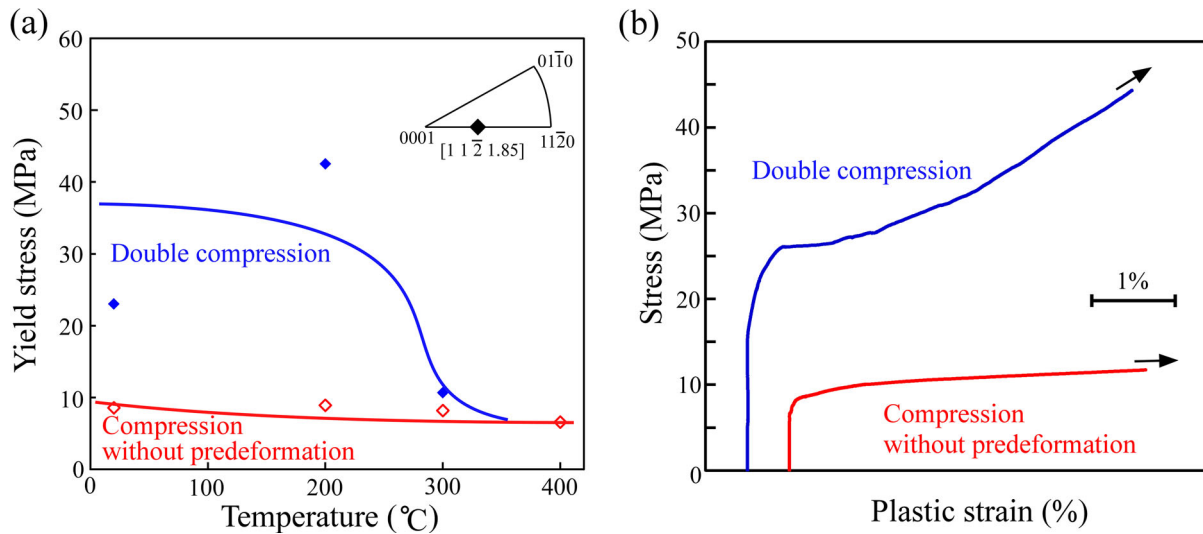 (a)
60
50
40
30
20
10
0
Yield stress (MPa)
011̅0
0001
112̅0
[1 1 2̅ 1.85]
Double compression
Compression
without predeformation
0
100
200
300
400
Temperature (℃)
(b)
50
40
30
20
10
0
Stress (MPa)
Double compression
1%
Compression
without predeformation
Plastic strain (%)